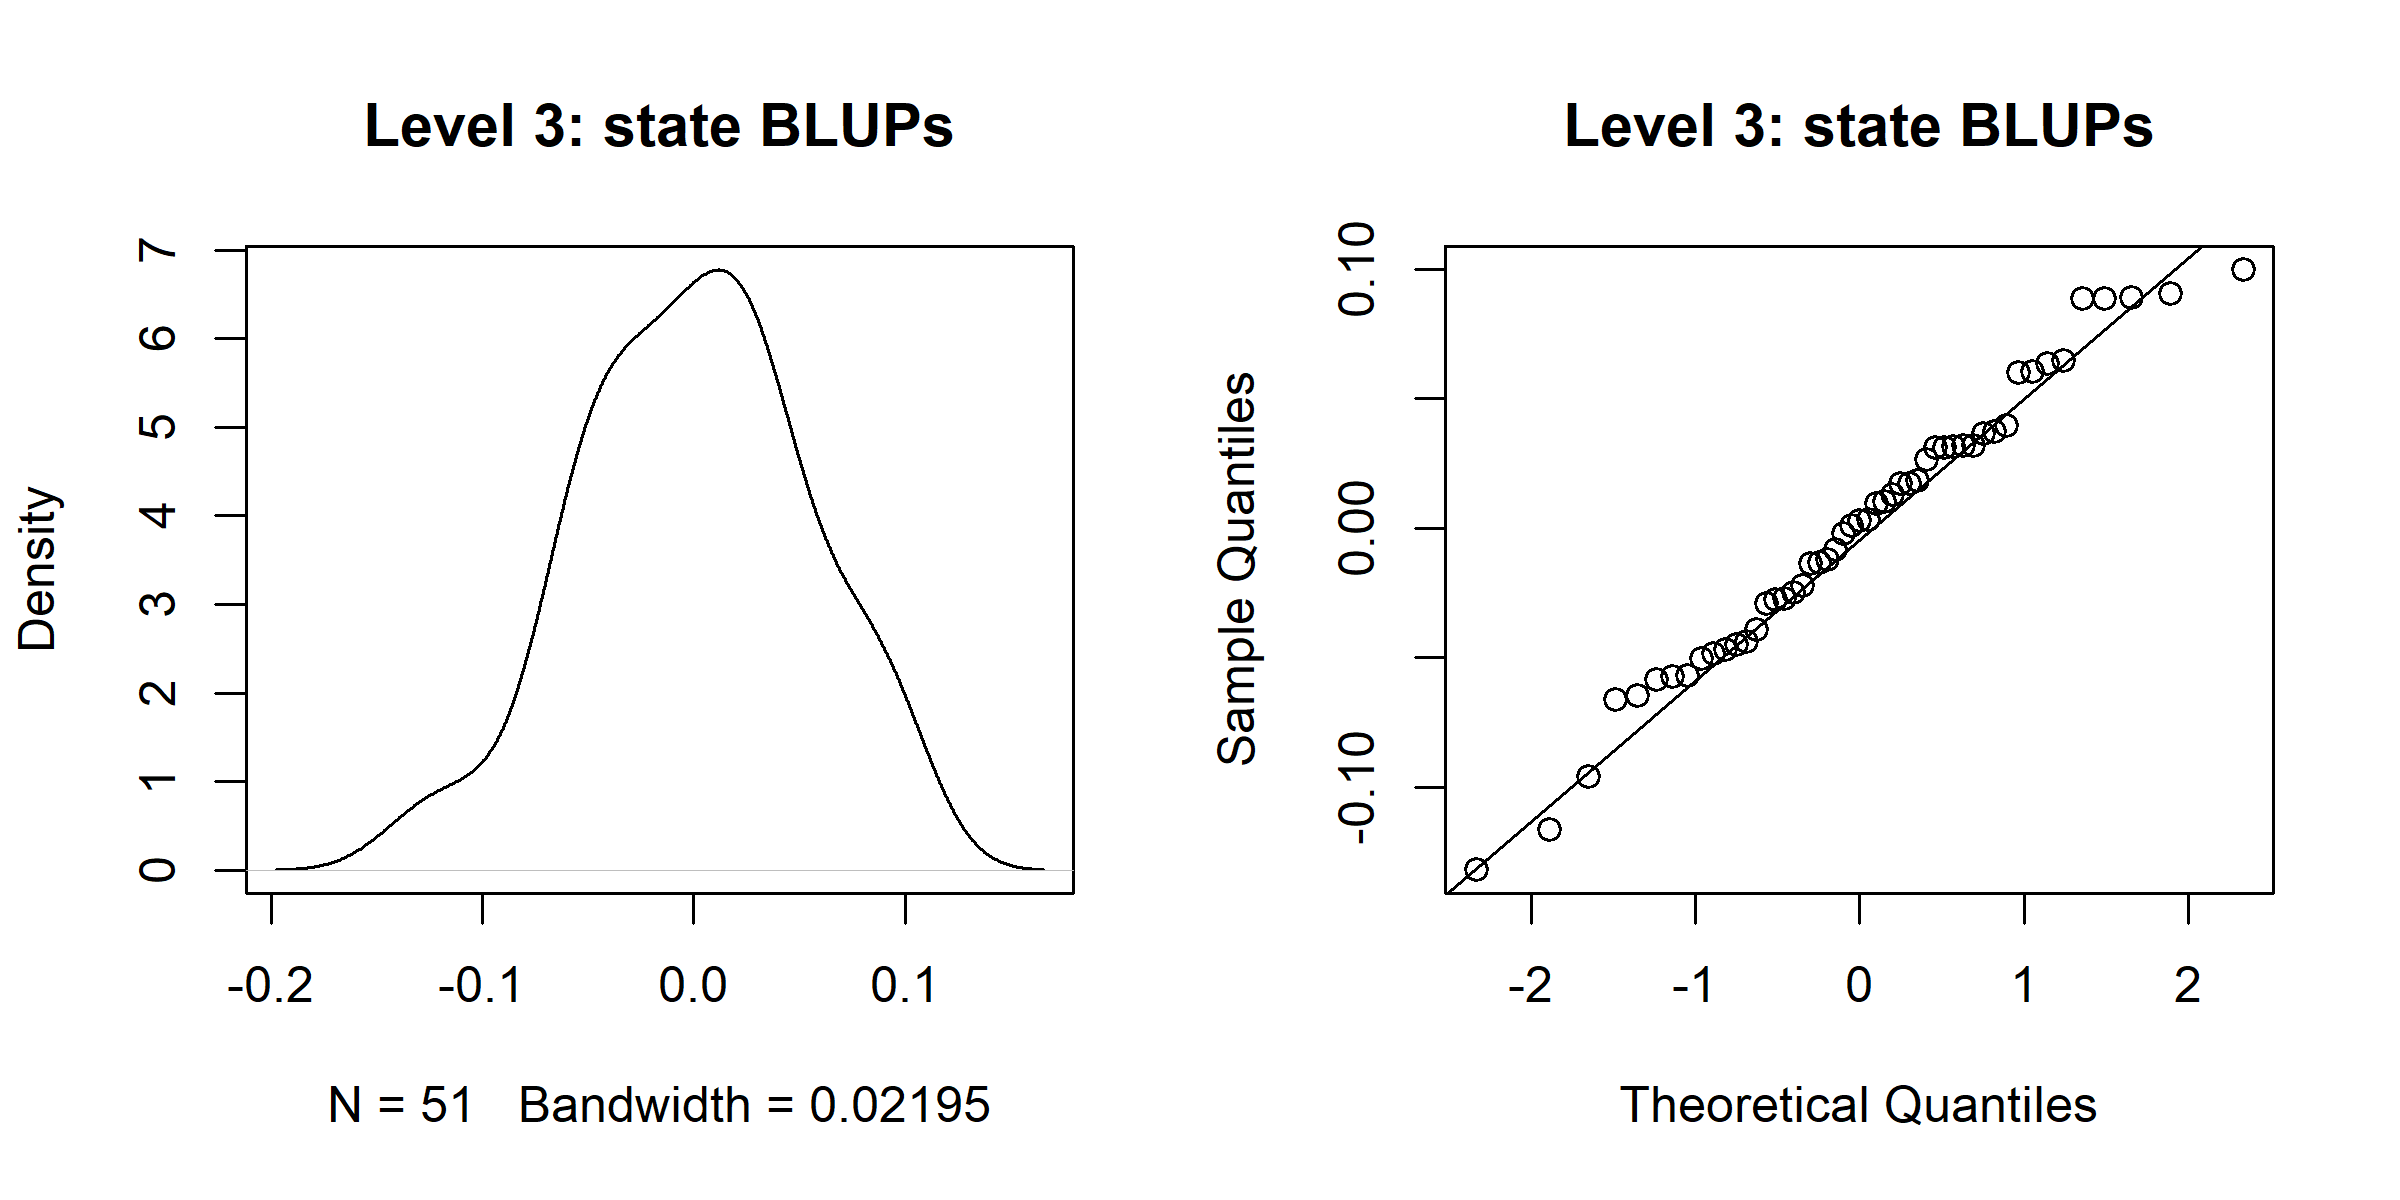 Level 3: state BLUPs
Density
7
6
5
4
3
2
1
0
-0.2 -0.1 0.0 0.1
N = 51 Bandwidth = 0.02195
Level 3: state BLUPs
Sample Quantiles
0.10
0.00
-0.10
-2 -1 0 1 2
Theoretical Quantiles